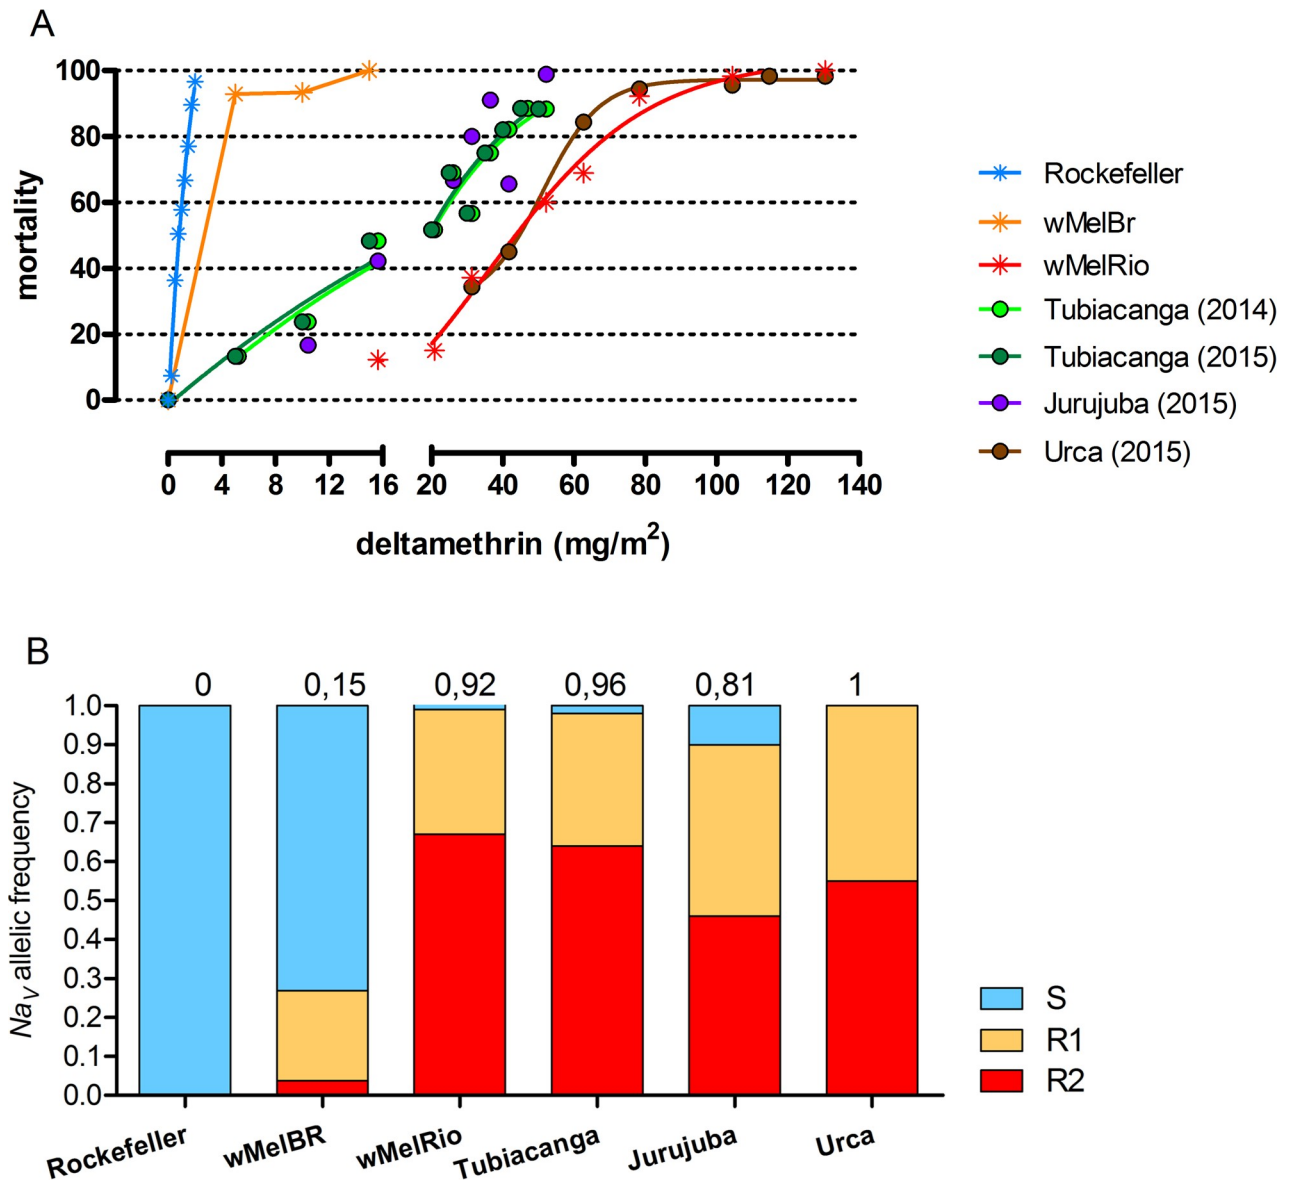 A
100
80
60
40
20
0
mortality
0 4 8 12 16 20 40 60 80 100 120 140
deltamethrin (mg/m2)
Rockefeller
wMelBr
wMelRio
Tubiacanga (2014)
Tubiacanga (2015)
Jurujuba (2015)
Urca (2015)
B
0 0,15 0,92 0,96 0,81 1
1.0
0.9
0.8
0.7
0.6
0.5
0.4
0.3
0.2
0.1
0.0
NaV allelic frequency
Rockefeller wMelBR wMelRio Tubiacanga Jurujuba Urca
S
R1
R2